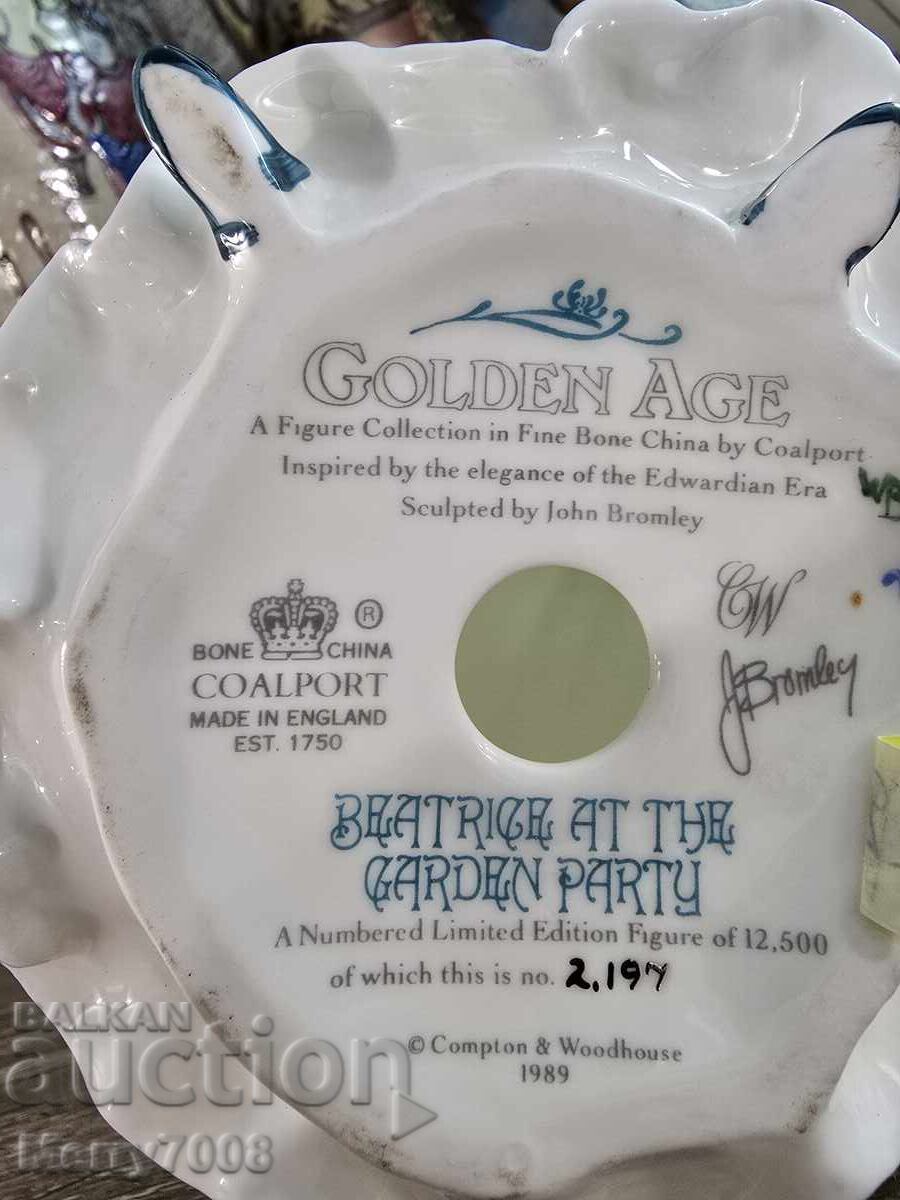 GOLDEN AGE
A Figure Collection in Fine Bone China by Coalport
Inspired by the elegance of the Edwardian Era
Sculpted by John Bromley
CW
BONE CHINA ®
COALPORT
MADE IN ENGLAND
EST. 1750
J Bromley
BEATRICE AT THE
GARDEN PARTY
A Numbered Limited Edition Figure of 12,500
of which this is no. 2,197
© Compton & Woodhouse
1989
BALKAN
auction
Merry7008